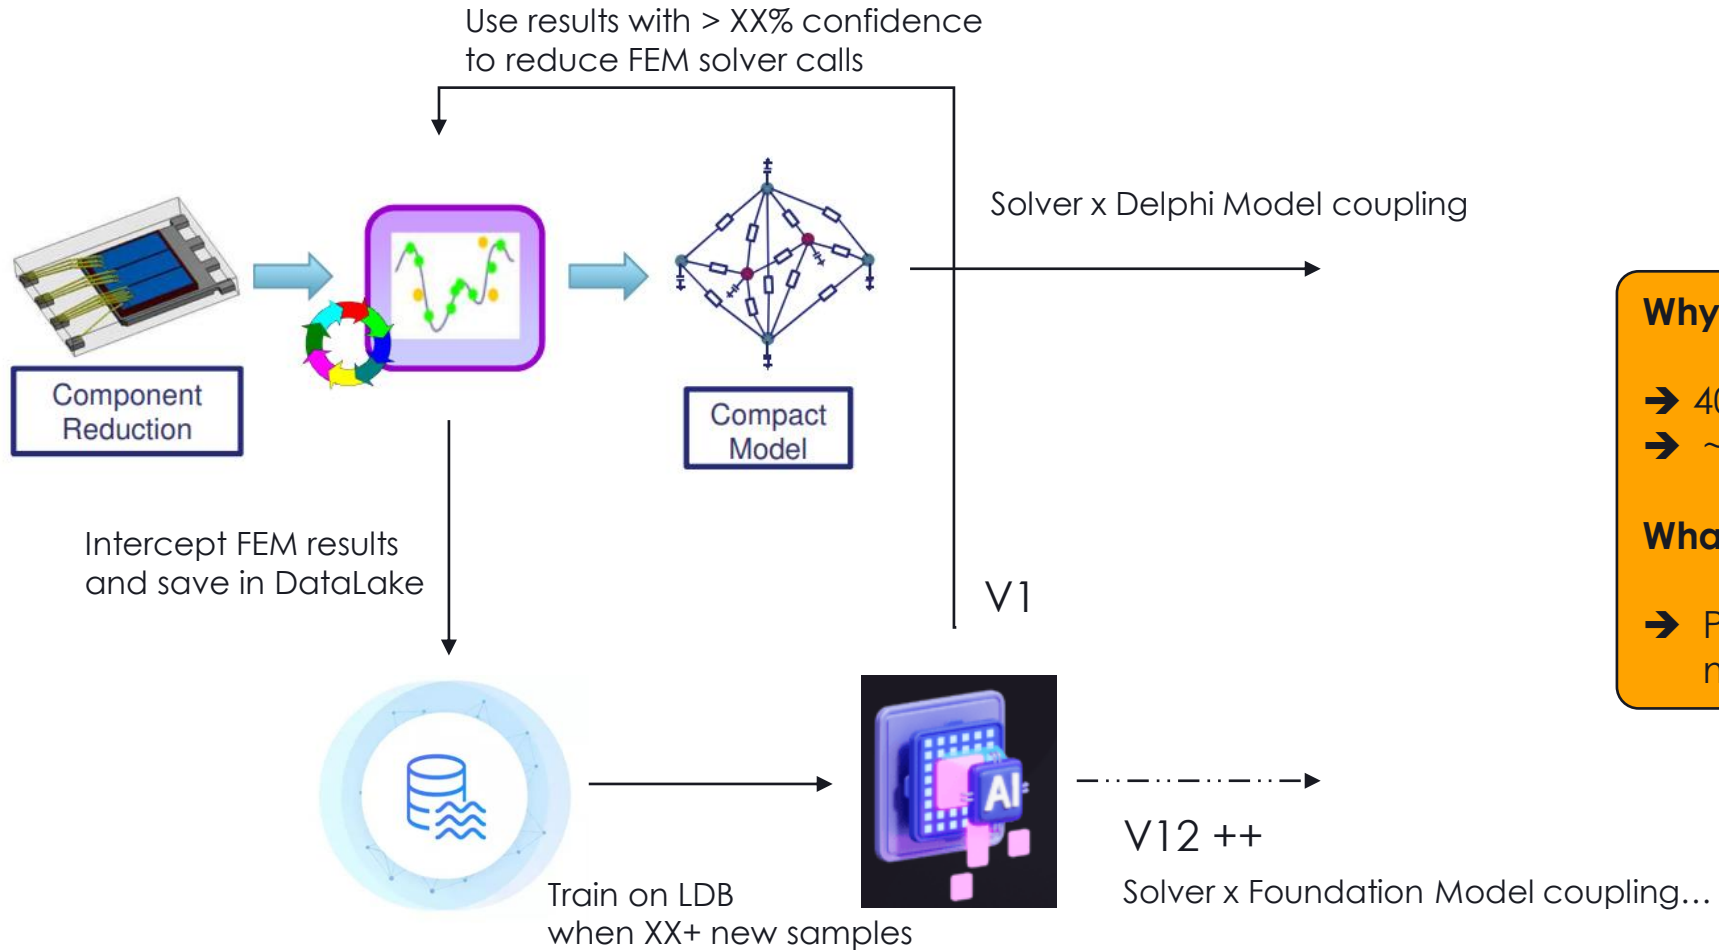 Use results with > XX% confidence
to reduce FEM solver calls
Solver x Delphi Model coupling
Component
Reduction
Compact
Model
Why
➔ 40
➔ ~
Wha
➔ P
Intercept FEM results
and save in DataLake
V1
AI
V12 ++
Solver x Foundation Model coupling...
Train on LDB
when XX+ new samples